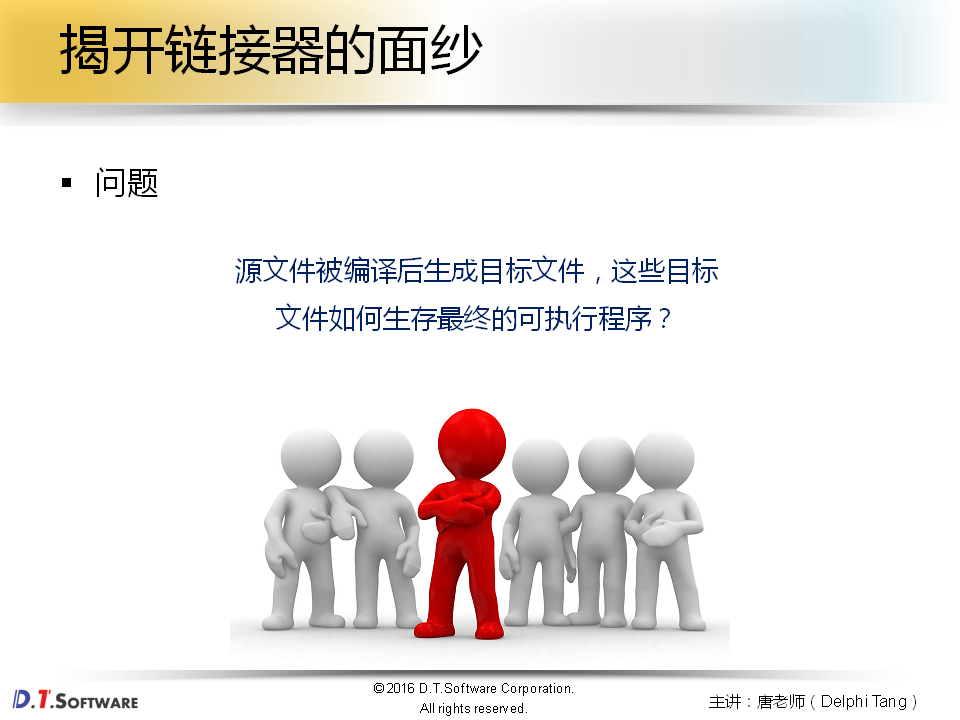 揭开链接器的面纱
▪ 问题
源文件被编译后生成目标文件，这些目标
文件如何生存最终的可执行程序？
D.T.SOFTWARE
©2016 D.T.Software Corporation.
All rights reserved.
主讲：唐老师（Delphi Tang）